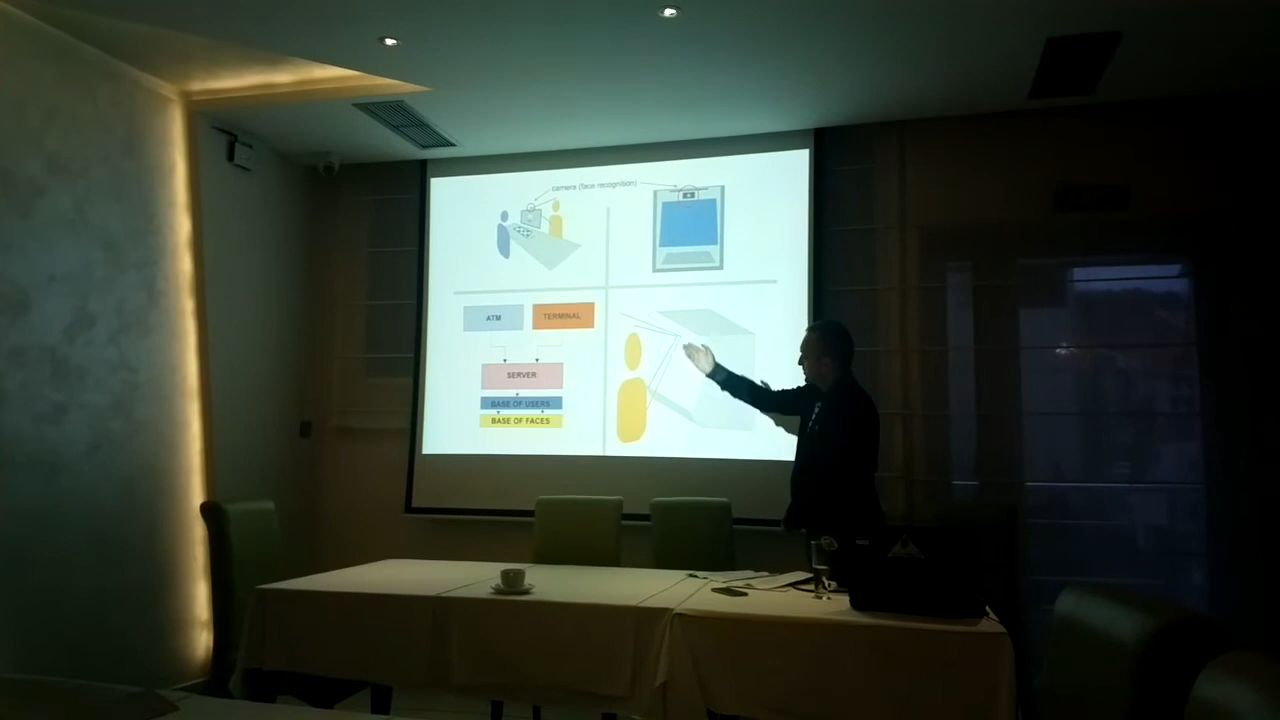 camera (face recognition)
ATM
TERMINAL
SERVER
BASE OF USERS
BASE OF FACES